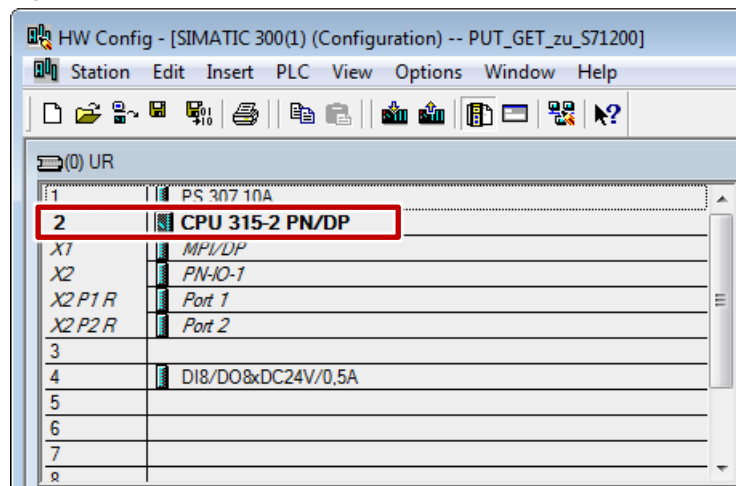 HW Config - [SIMATIC 300(1) (Configuration) -- PUT_GET_zu_S71200]
Station Edit Insert PLC View Options Window Help
(0) UR
1 PS 307 10A
2 CPU 315-2 PN/DP
X1 MPI/DP
X2 PN-IO-1
X2 P1 R Port 1
X2 P2 R Port 2
3
4 DI8/DO8xDC24V/0,5A
5
6
7
8